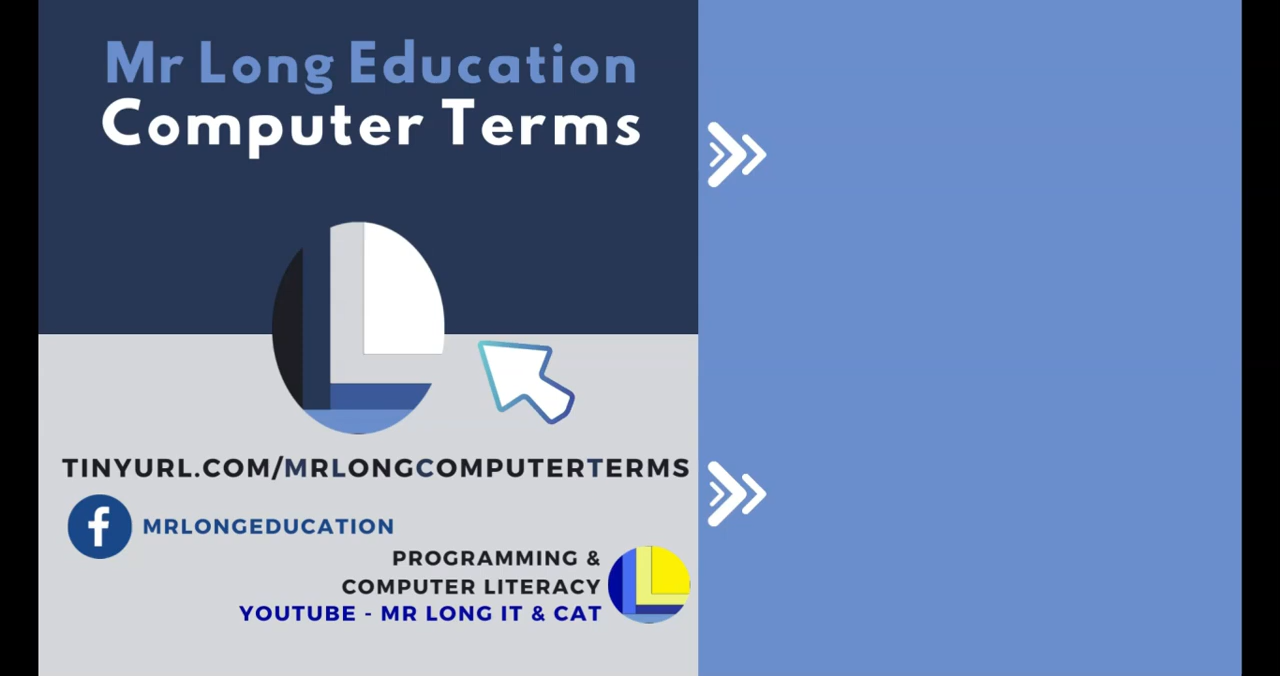 Mr Long Education
Computer Terms
TINYURL.COM/MRLONGCOMPUTERTERMS
MRLONGEDUCATION
PROGRAMMING &
COMPUTER LITERACY
YOUTUBE - MR LONG IT & CAT